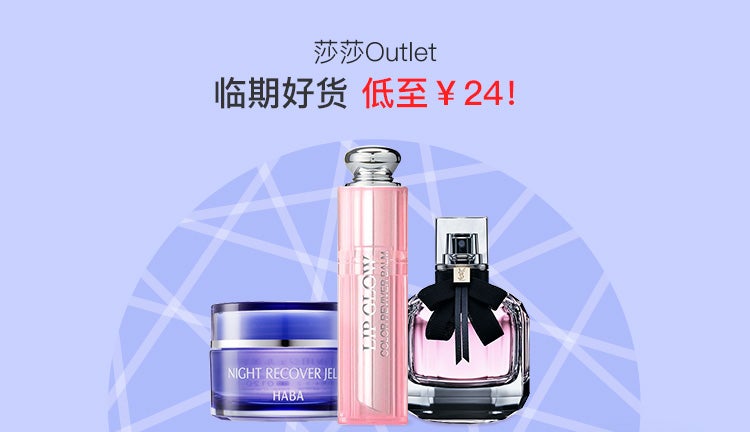 莎莎Outlet
临期好货 低至￥24!
LIP GLOW
COLOR REVIVER BALM
NIGHT RECOVER JEL
HABA
YSL